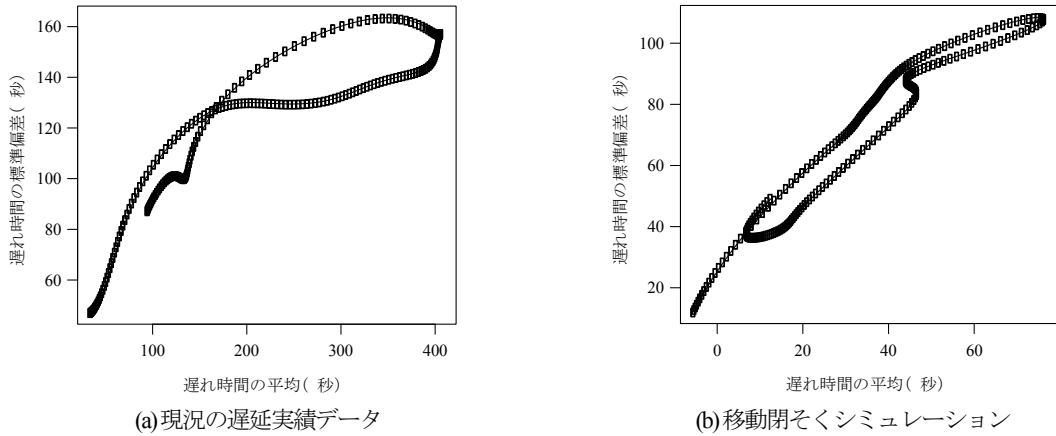 160
140
120
100
80
60
遅れ時間の標準偏差( 秒)
100 200 300 400
遅れ時間の平均( 秒)
(a)現況の遅延実績データ
100
80
60
40
20
遅れ時間の標準偏差( 秒)
0 20 40 60
遅れ時間の平均( 秒)
(b)移動閉そくシミュレーション